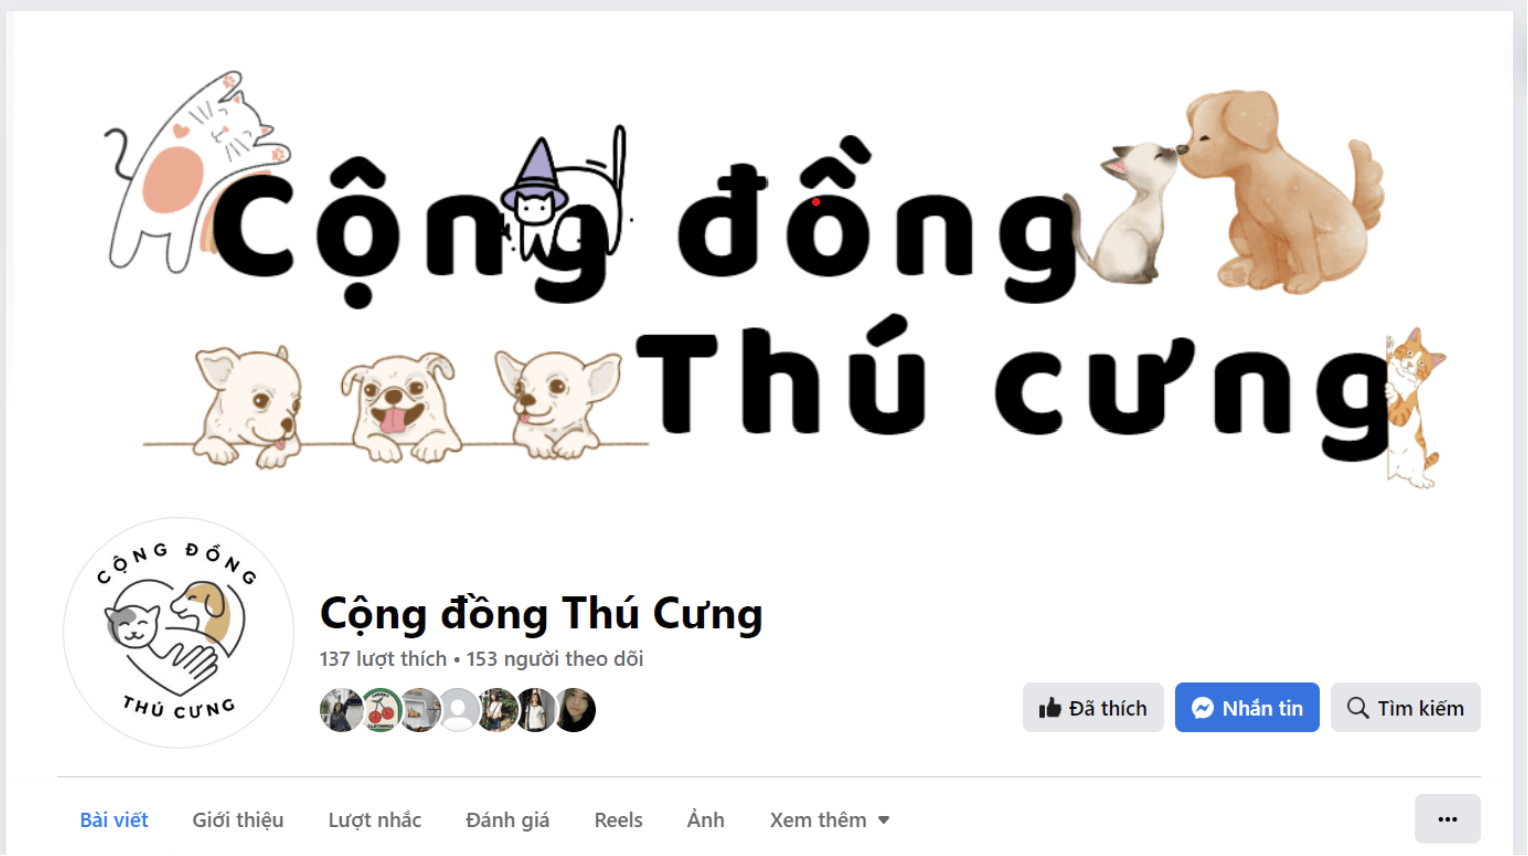 Cộng đồng
Thú cưng
CỘNG ĐỒNG
THÚ CƯNG
Cộng đồng Thú Cưng
137 lượt thích • 153 người theo dõi
Đã thích
Nhắn tin
Tìm kiếm
Bài viết
Giới thiệu
Lượt nhắc
Đánh giá
Reels
Ảnh
Xem thêm